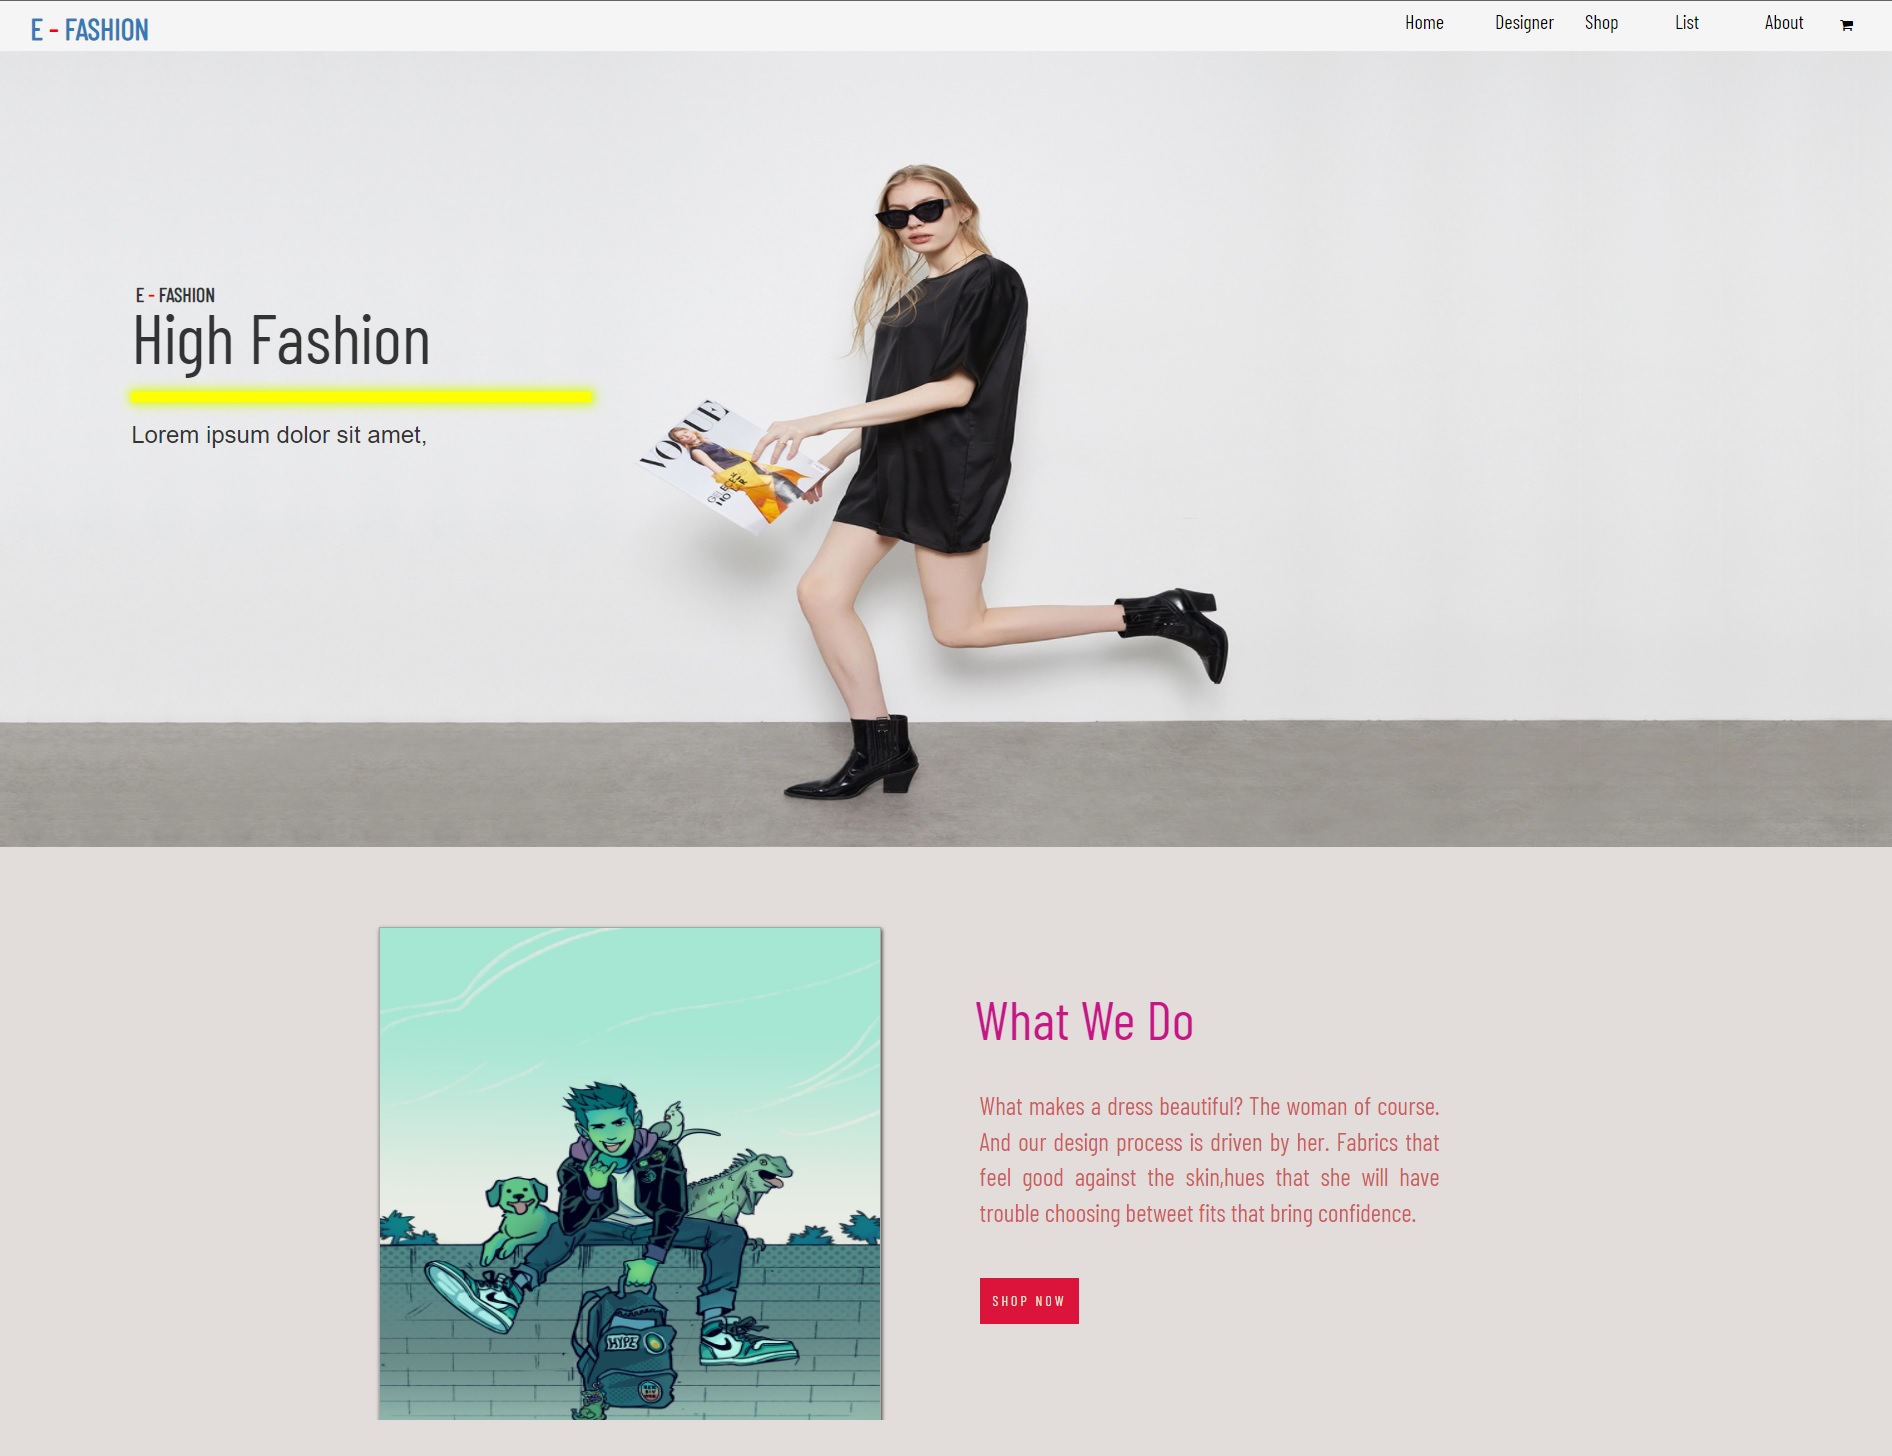 E - FASHION
Home Designer Shop List About
E - FASHION
High Fashion
Lorem ipsum dolor sit amet,
VOGUE
What We Do
What makes a dress beautiful? The woman of course.
And our design process is driven by her. Fabrics that
feel good against the skin,hues that she will have
trouble choosing betweet fits that bring confidence.
HYPE
SHOP NOW